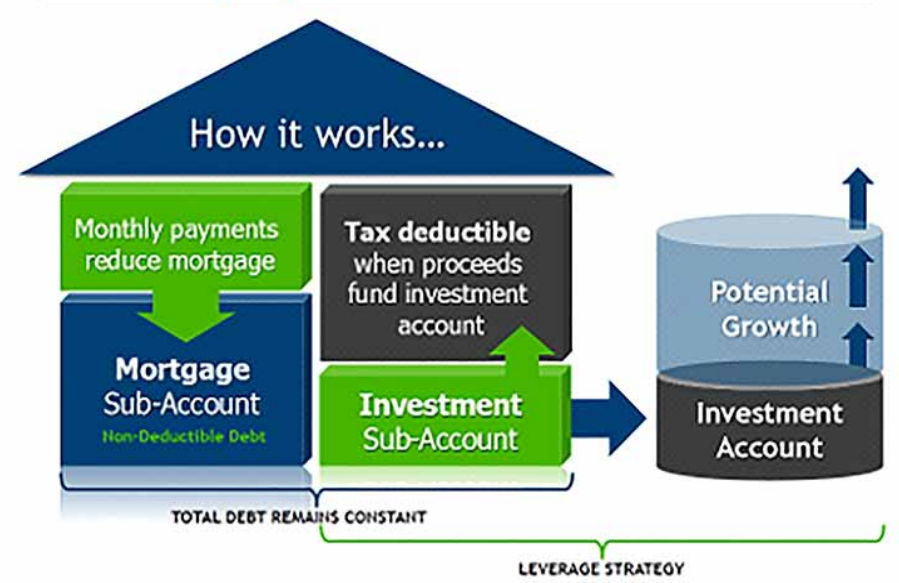 How it works...
Monthly payments
reduce mortgage
Mortgage
Sub-Account
Non-Deductible Debt
Tax deductible
when proceeds
fund investment
account
Investment
Sub-Account
Potential
Growth
Investment
Account
TOTAL DEBT REMAINS CONSTANT
LEVERAGE STRATEGY